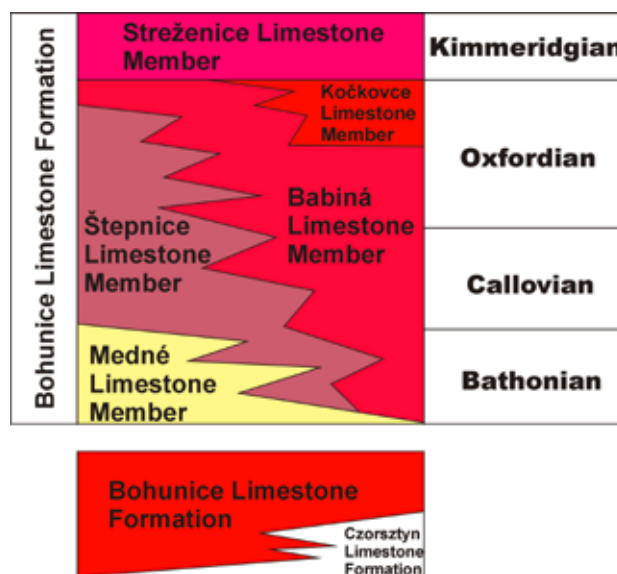 Bohunice Limestone Formation
Streženice Limestone
Member
Kimmeridgian
Kočkovce
Limestone
Member
Oxfordian
Babiná
Limestone
Member
Štepnice
Limestone
Member
Callovian
Medné
Limestone
Member
Bathonian
Bohunice Limestone
Formation
Czorsztyn
Limestone
Formation